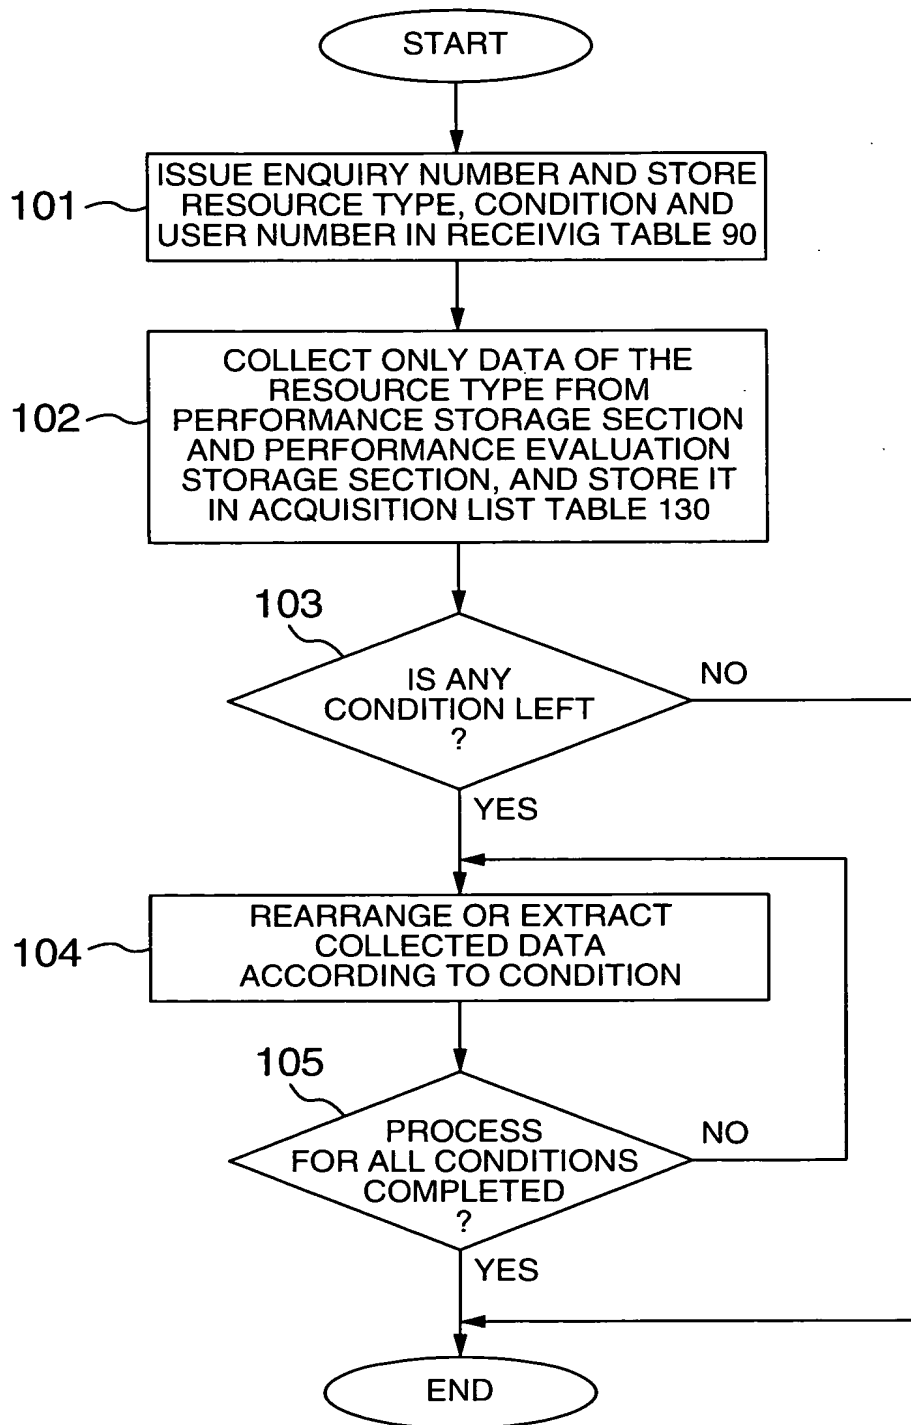 START
101
ISSUE ENQUIRY NUMBER AND STORE
RESOURCE TYPE, CONDITION AND
USER NUMBER IN RECEIVIG TABLE 90
102
COLLECT ONLY DATA OF THE
RESOURCE TYPE FROM
PERFORMANCE STORAGE SECTION
AND PERFORMANCE EVALUATION
STORAGE SECTION, AND STORE IT
IN ACQUISITION LIST TABLE 130
103
IS ANY
CONDITION LEFT
?
NO
YES
104
REARRANGE OR EXTRACT
COLLECTED DATA
ACCORDING TO CONDITION
105
PROCESS
FOR ALL CONDITIONS
COMPLETED
?
NO
YES
END